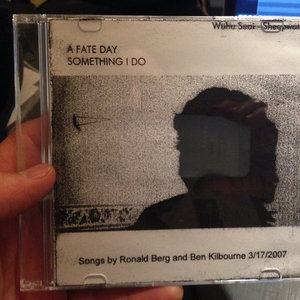 A FATE DAY
SOMETHING I DO
Songs by Ronald Berg and Ben Kilbourne 3/17/2007